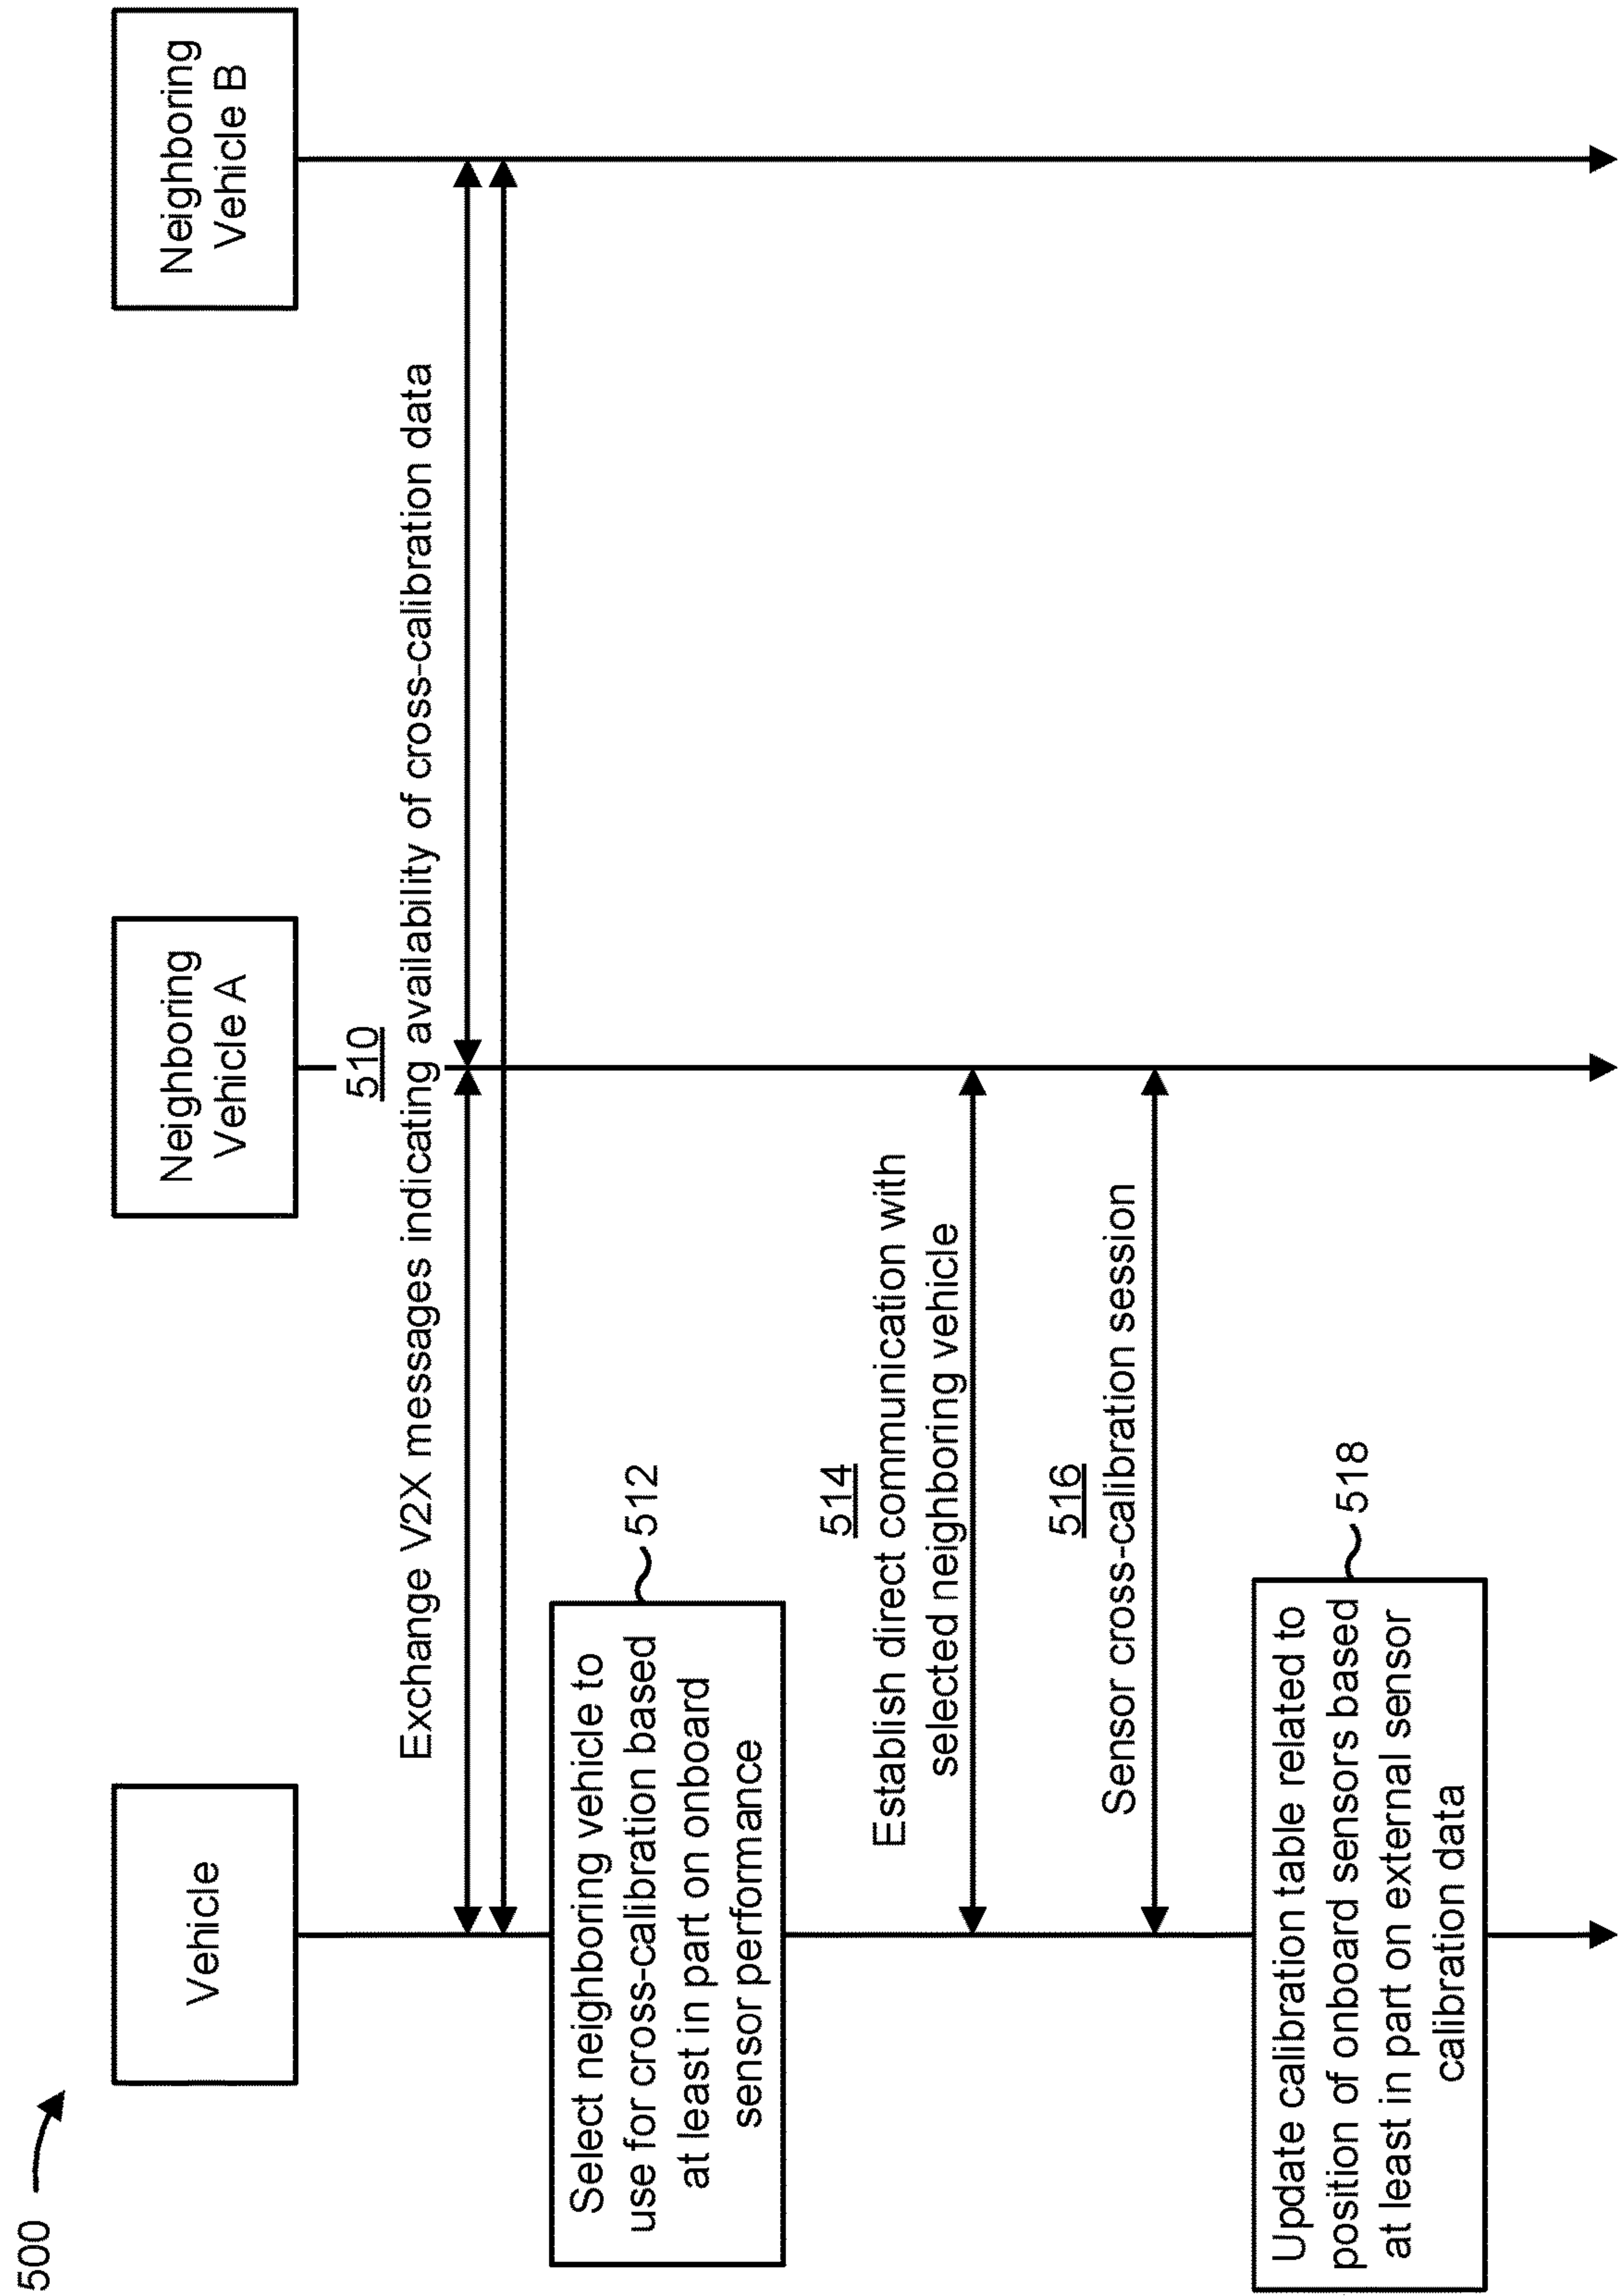 500
Vehicle
Neighboring
Vehicle A
Neighboring
Vehicle B
510
Exchange V2X messages indicating availability of cross-calibration data
Select neighboring vehicle to
use for cross-calibration based
at least in part on onboard
sensor performance
512
514
Establish direct communication with
selected neighboring vehicle
516
Sensor cross-calibration session
Update calibration table related to
position of onboard sensors based
at least in part on external sensor
calibration data
518